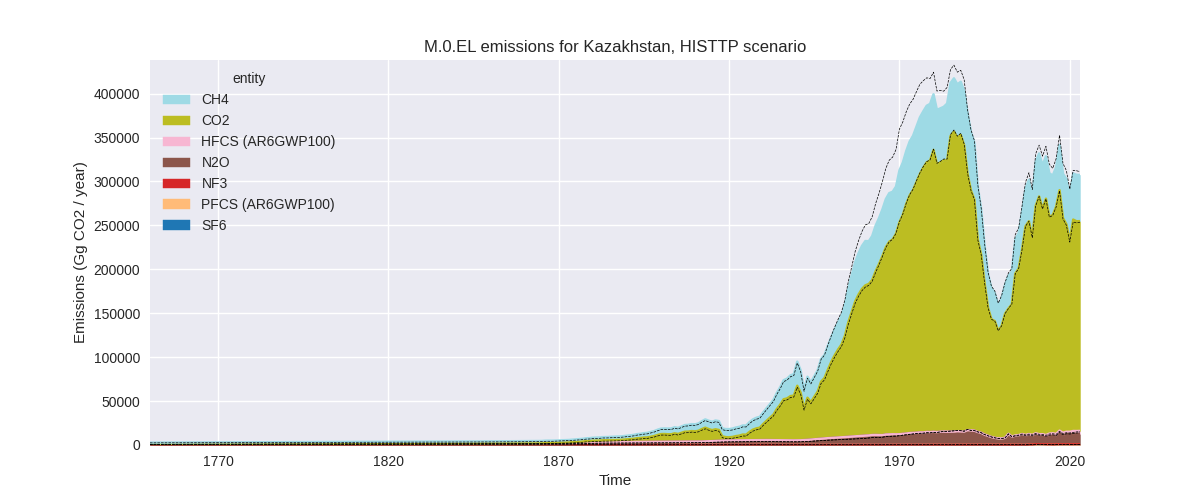 M.0.EL emissions for Kazakhstan, HISTTP scenario
entity
CH4
CO2
HFCS (AR6GWP100)
N2O
NF3
PFCS (AR6GWP100)
SF6
Emissions (Gg CO2 / year)
400000
350000
300000
250000
200000
150000
100000
50000
0
1770
1820
1870
1920
1970
2020
Time